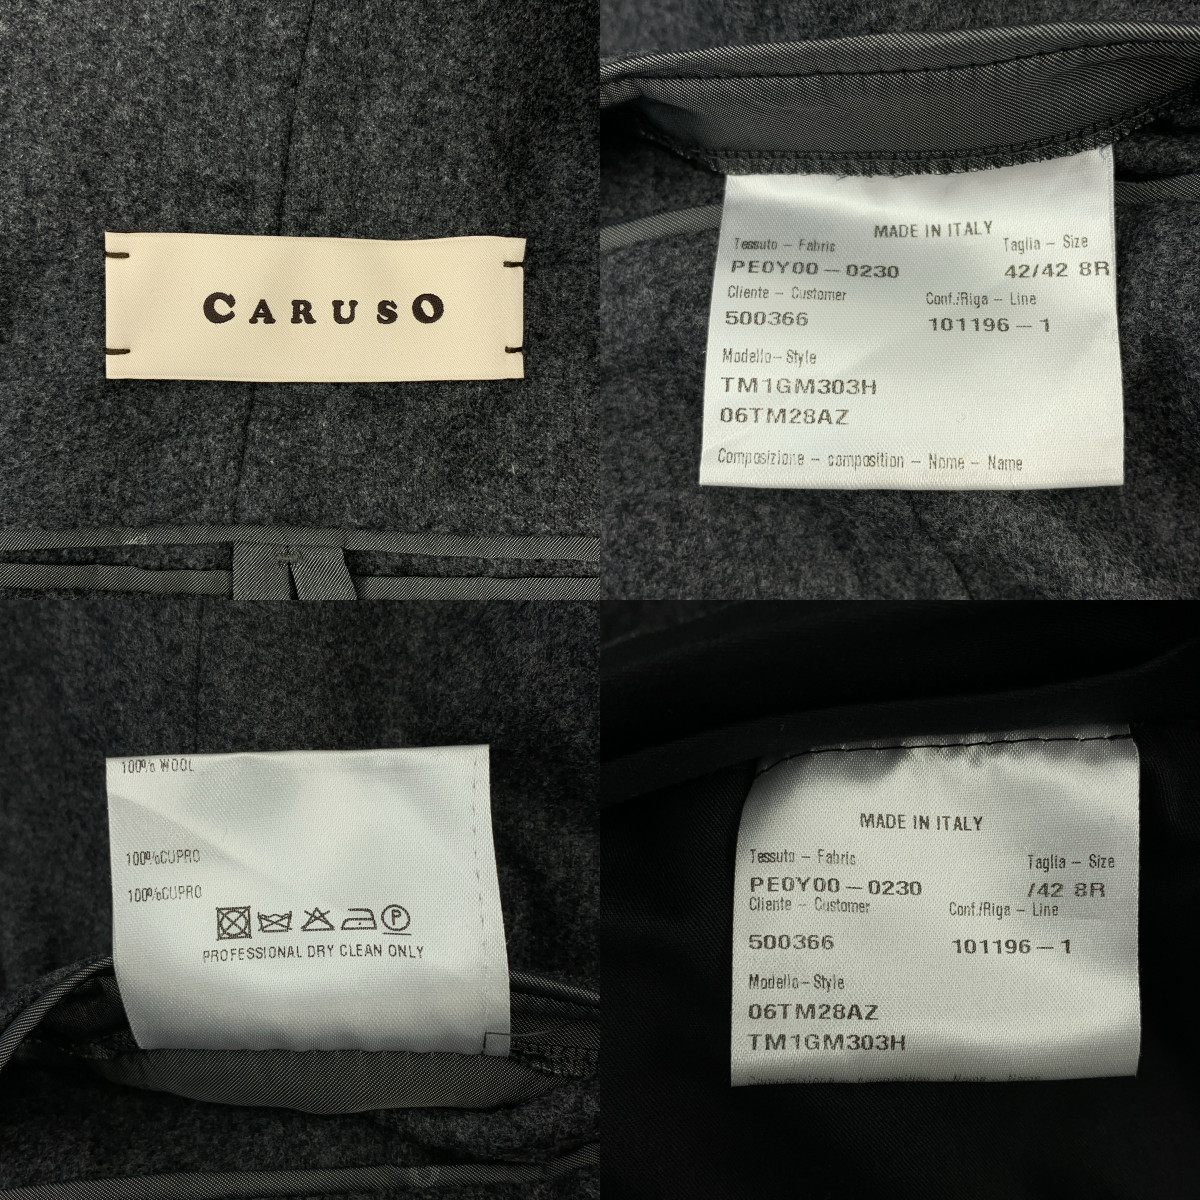 CARUSO
MADE IN ITALY
Tessuto - Fabric Taglia - Size
PE0Y00 - 0230 42/42 8R
Cliente - Customer Conf./Riga - Line
500366 101196 - 1
Modello - Style
TM1GM303H
06TM28AZ
Composizione - composition - Nome - Name
100% WOOL
100%CUPRO
100%CUPRO
P
PROFESSIONAL DRY CLEAN ONLY
MADE IN ITALY
Tessuto - Fabric Taglia - Size
PE0Y00 - 0230 /42 8R
Cliente - Customer Conf./Riga - Line
500366 101196 - 1
Modello - Style
06TM28AZ
TM1GM303H